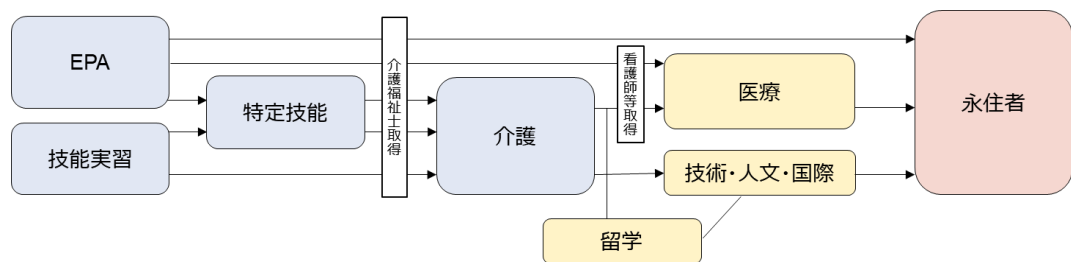 EPA
技能実習
特定技能
介護福祉士取得
介護
看護師等取得
医療
技術・人文・国際
留学
永住者